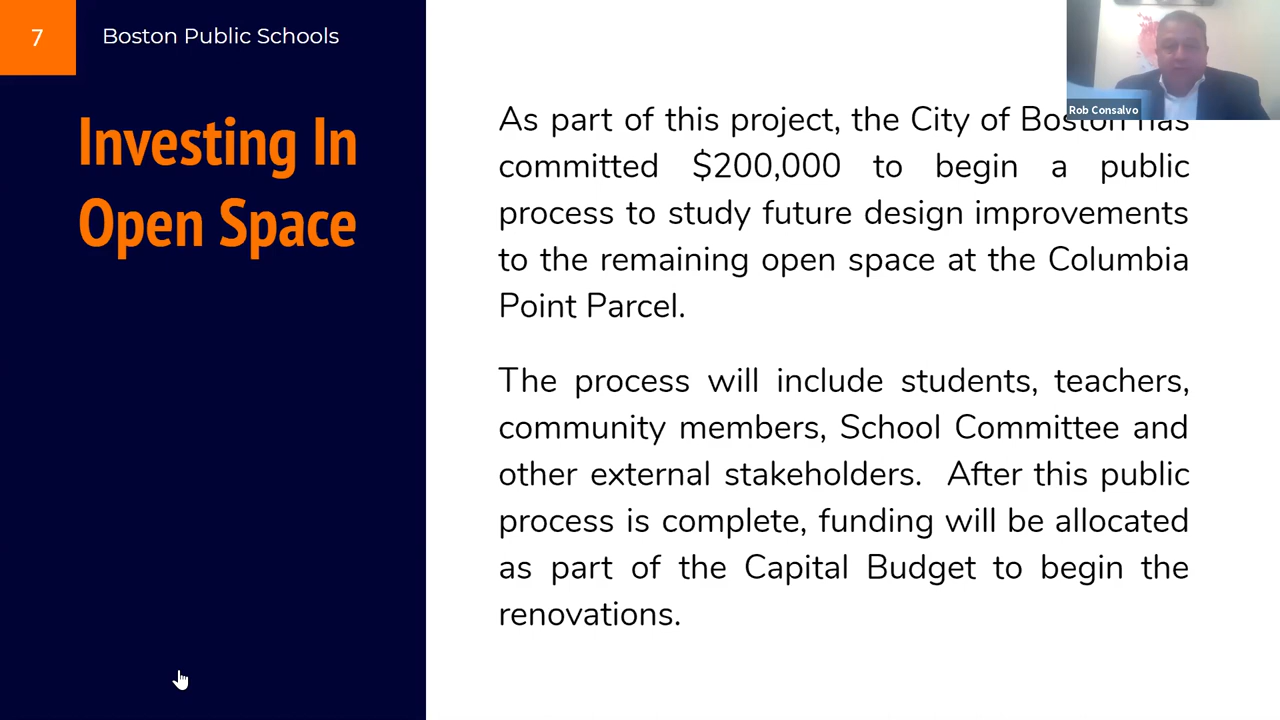 7
Boston Public Schools
Investing In
Open Space
Rob Consalvo
As part of this project, the City of Boston has
committed $200,000 to begin a public
process to study future design improvements
to the remaining open space at the Columbia
Point Parcel.
The process will include students, teachers,
community members, School Committee and
other external stakeholders. After this public
process is complete, funding will be allocated
as part of the Capital Budget to begin the
renovations.